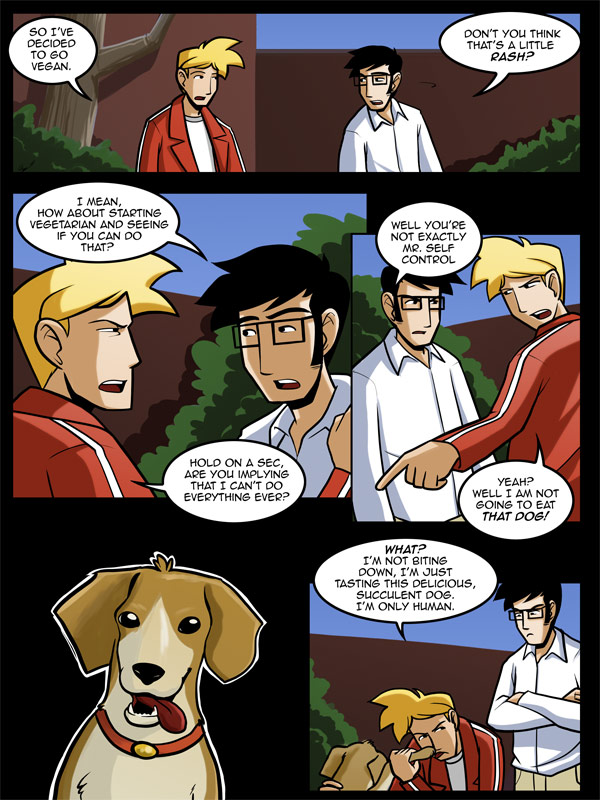 SO I'VE
DECIDED
TO GO
VEGAN.
DON'T YOU THINK
THAT'S A LITTLE
RASH?
I MEAN,
HOW ABOUT STARTING
VEGETARIAN AND SEEING
IF YOU CAN DO
THAT?
HOLD ON A SEC,
ARE YOU IMPLYING
THAT I CAN'T DO
EVERYTHING EVER?
WELL YOU'RE
NOT EXACTLY
MR. SELF
CONTROL
YEAH?
WELL I AM NOT
GOING TO EAT
THAT DOG!
WHAT?
I'M NOT BITING
DOWN, I'M JUST
TASTING THIS DELICIOUS,
SUCCULENT DOG.
I'M ONLY HUMAN.